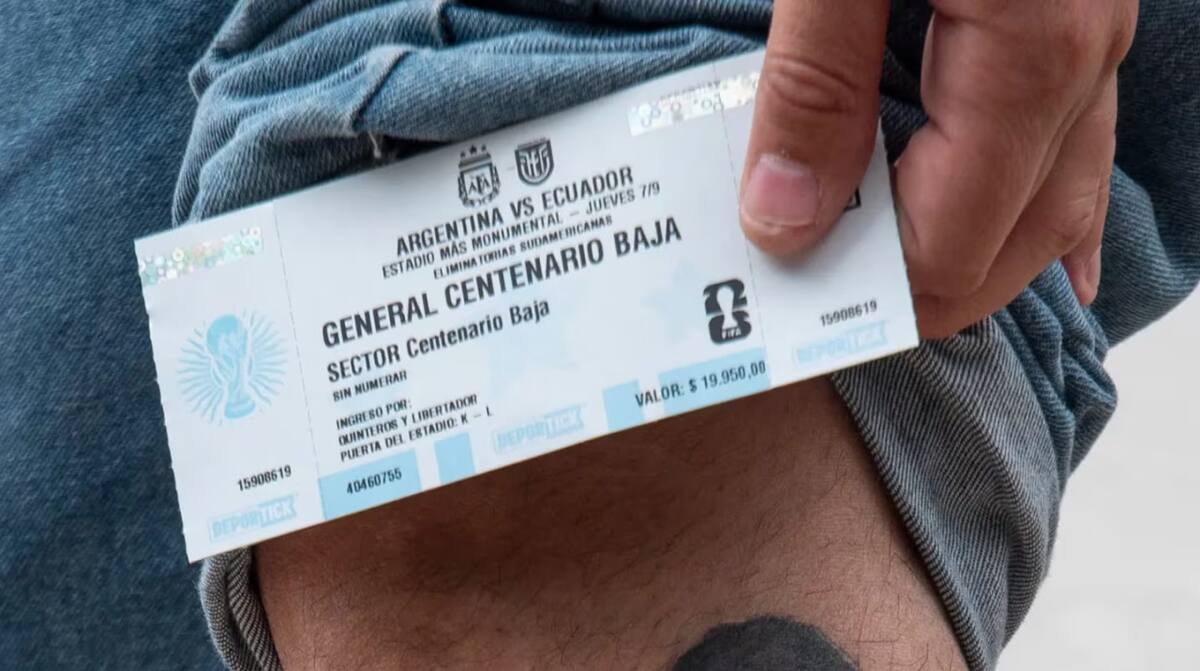 ARGENTINA VS ECUADOR
ESTADIO MÁS MONUMENTAL – JUEVES 7/9
ELIMINATORIAS SUDAMERICANAS
GENERAL CENTENARIO BAJA
SECTOR Centenario Baja
SIN NUMERAR
INGRESO POR:
QUINTEROS Y LIBERTADOR
PUERTA DEL ESTADIO: K – L
VALOR: $ 19.950,00
40460755
DEPORTICK
15908619
DEPORTICK
FIFA
15908619
DEPORTICK